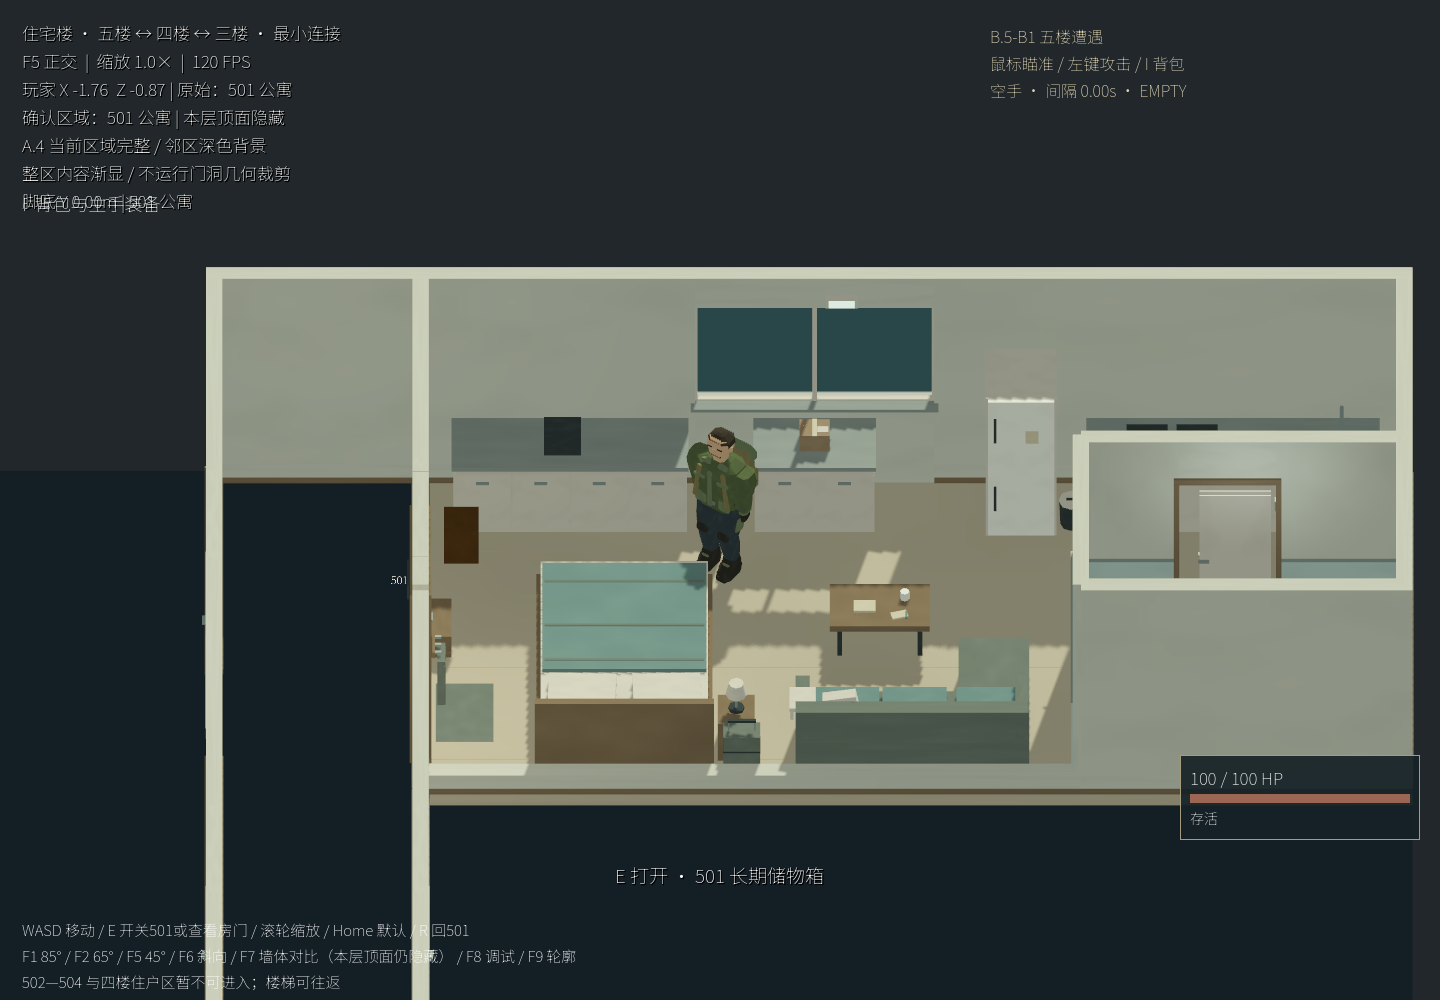 住宅楼 · 五楼 ↔ 四楼 ↔ 三楼 · 最小连接
F5 正交 | 缩放 1.0× | 120 FPS
玩家 X -1.76 Z -0.87 | 原始：501 公寓
确认区域：501 公寓 | 本层顶面隐藏
A.4 当前区域完整 / 邻区深色背景
整区内容渐显 / 不运行门洞几何裁剪
公寓
B.5-B1 五楼遭遇
鼠标瞄准 / 左键攻击 / I 背包
空手 · 间隔 0.00s · EMPTY
501
100 / 100 HP
存活
E 打开 · 501 长期储物箱
WASD 移动 / E 开关501或查看房门 / 滚轮缩放 / Home 默认 / R 回501
F1 85° / F2 65° / F5 45° / F6 斜向 / F7 墙体对比（本层顶面仍隐藏） / F8 调试 / F9 轮廓
502—504 与四楼住户区暂不可进入；楼梯可往返